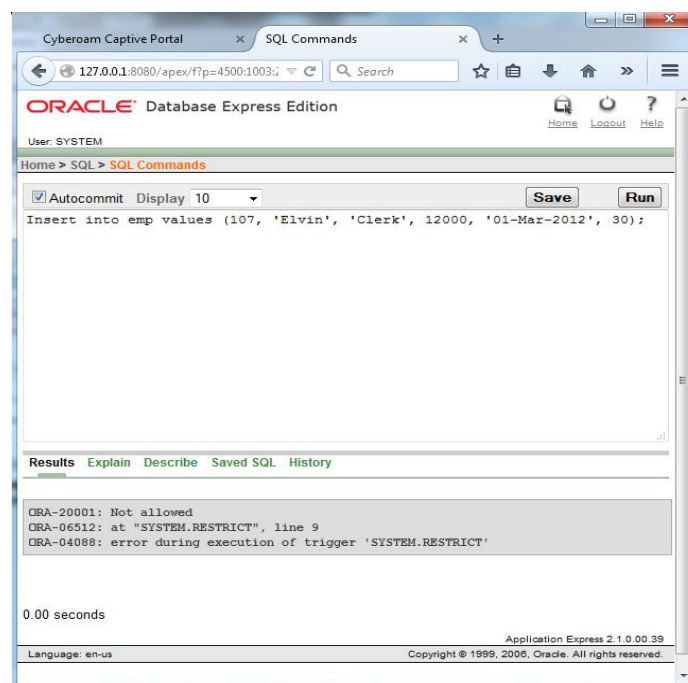 Cyberoam Captive Portal × SQL Commands × +
127.0.0.1:8080/apex/f?p=4500:1003:2 Search
ORACLE Database Express Edition
Home Logout Help
User: SYSTEM
Home > SQL > SQL Commands
Autocommit Display 10 Save Run
Insert into emp values (107, 'Elvin', 'Clerk', 12000, '01-Mar-2012', 30);
Results Explain Describe Saved SQL History
ORA-20001: Not allowed
ORA-06512: at "SYSTEM.RESTRICT", line 9
ORA-04088: error during execution of trigger 'SYSTEM.RESTRICT'
0.00 seconds
Application Express 2.1.0.00.39
Language: en-us Copyright © 1999, 2006, Oracle. All rights reserved.